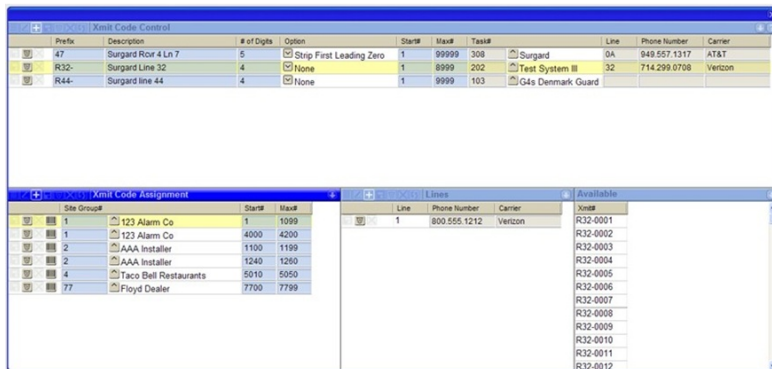 Xmit Code Control
Prefix Description # of Digits Option Start# Max# Task# Line Phone Number Carrier
47 Surgard Rcvr 4 Ln 7 5 Strip First Leading Zero 1 99999 308 Surgard 0A 949.557.1317 AT&T
R32- Surgard Line 32 4 None 1 8999 202 Test System III 32 714.299.0708 Verizon
R44- Surgard line 44 4 None 1 9999 103 G4s Denmark Guard
Xmit Code Assignment
Site Group# Start# Max#
1 123 Alarm Co 1 1099
1 123 Alarm Co 4000 4200
2 AAA Installer 1100 1199
2 AAA Installer 1240 1260
4 Taco Bell Restaurants 5010 5050
77 Floyd Dealer 7700 7799
Lines
Line Phone Number Carrier
1 800.555.1212 Verizon
Available
Xmit#
R32-0001
R32-0002
R32-0003
R32-0004
R32-0005
R32-0006
R32-0007
R32-0008
R32-0009
R32-0010
R32-0011
R32-0012